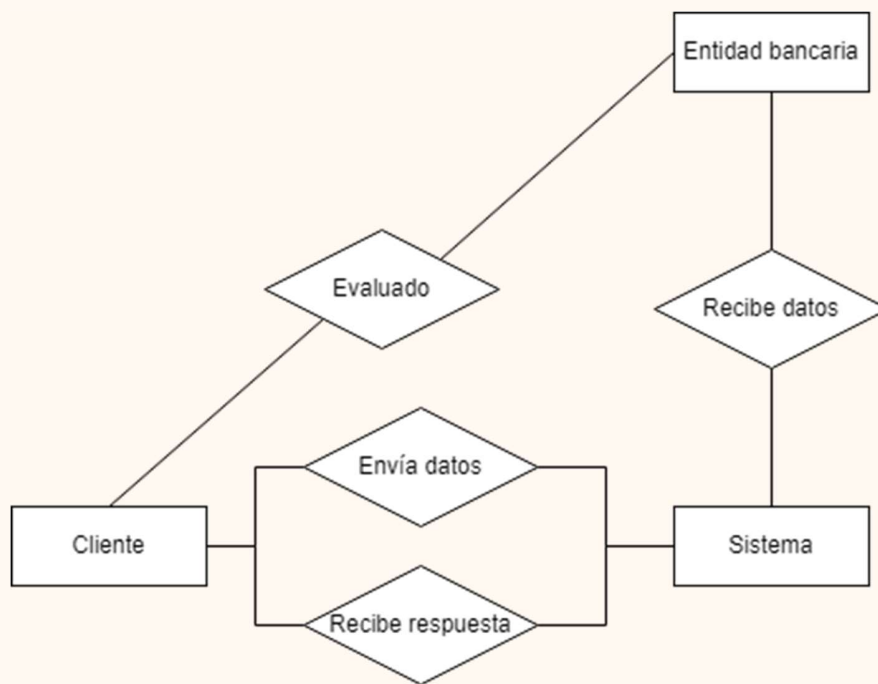 Entidad bancaria
Evaluado
Recibe datos
Envía datos
Cliente
Sistema
Recibe respuesta